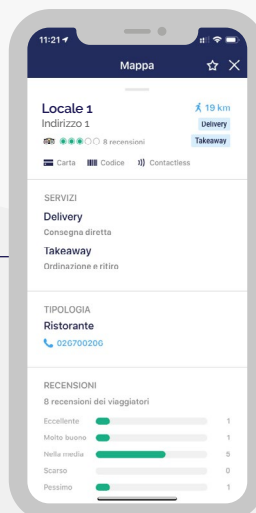 11:21
Mappa
Locale 1
19 km
Indirizzo 1
Delivery
8 recensioni
Takeaway
Carta Codice Contactless
SERVIZI
Delivery
Consegna diretta
Takeaway
Ordinazione e ritiro
TIPOLOGIA
Ristorante
026700206
RECENSIONI
8 recensioni dei viaggiatori
Eccellente 1
Molto buono 1
Nella media 5
Scarso 0
Pessimo 1